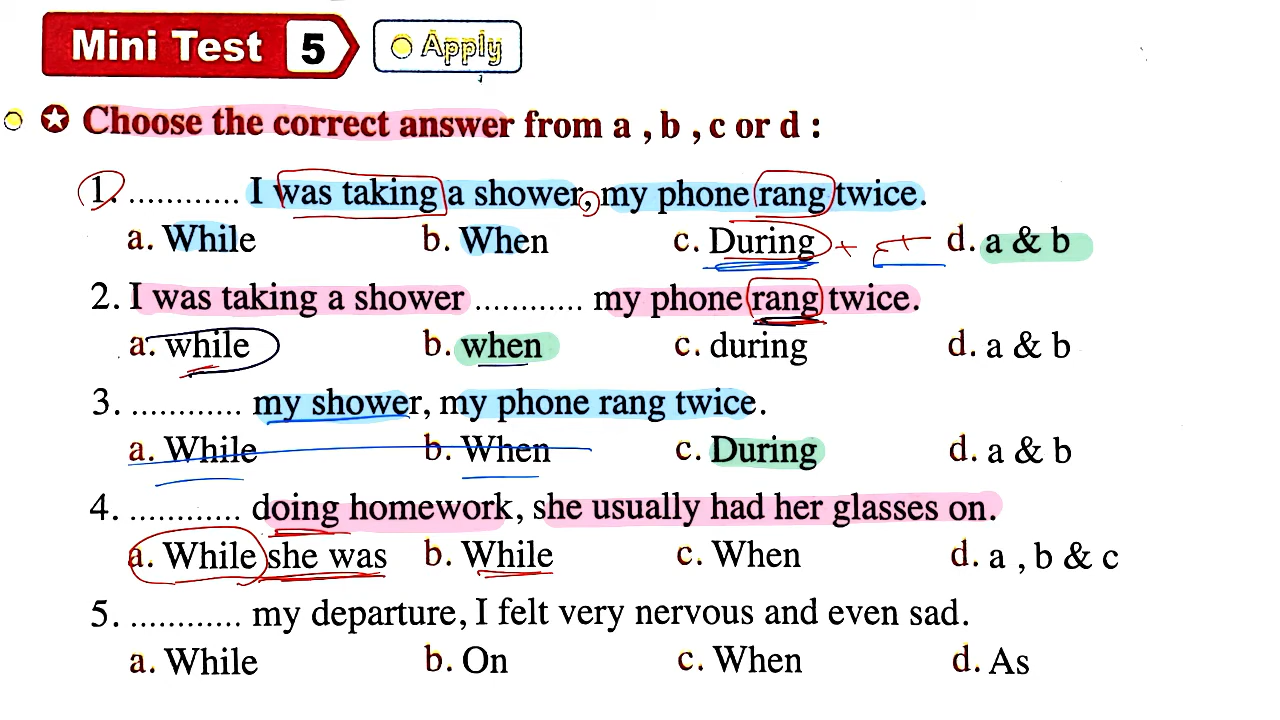 Mini Test 5 Apply
Choose the correct answer from a , b , c or d :
1. ............ I was taking a shower, my phone rang twice.
a. While b. When c. During d. a & b
2. I was taking a shower ............ my phone rang twice.
a. while b. when c. during d. a & b
3. ............ my shower, my phone rang twice.
a. While b. When c. During d. a & b
4. ............ doing homework, she usually had her glasses on.
a. While she was b. While c. When d. a , b & c
5. ............ my departure, I felt very nervous and even sad.
a. While b. On c. When d. As